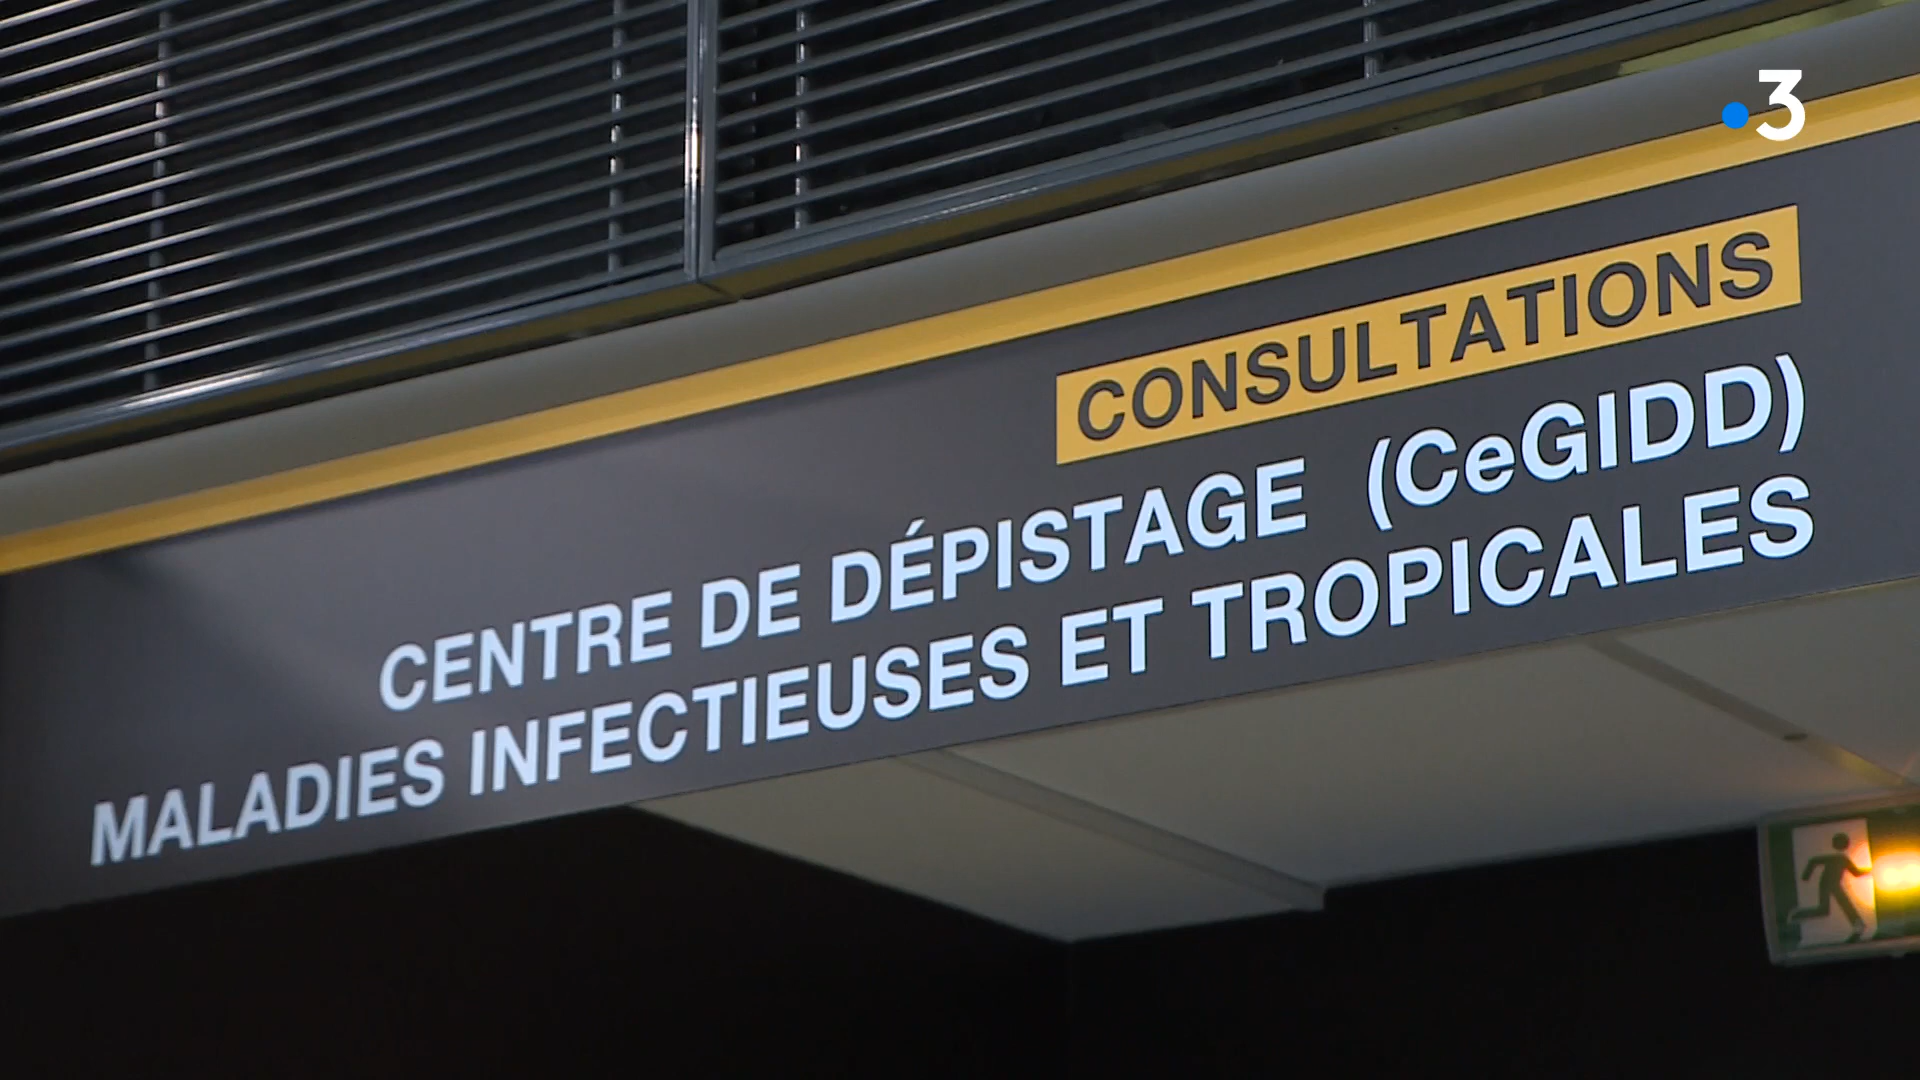 3
CONSULTATIONS
CENTRE DE DÉPISTAGE (CeGIDD)
MALADIES INFECTIEUSES ET TROPICALES